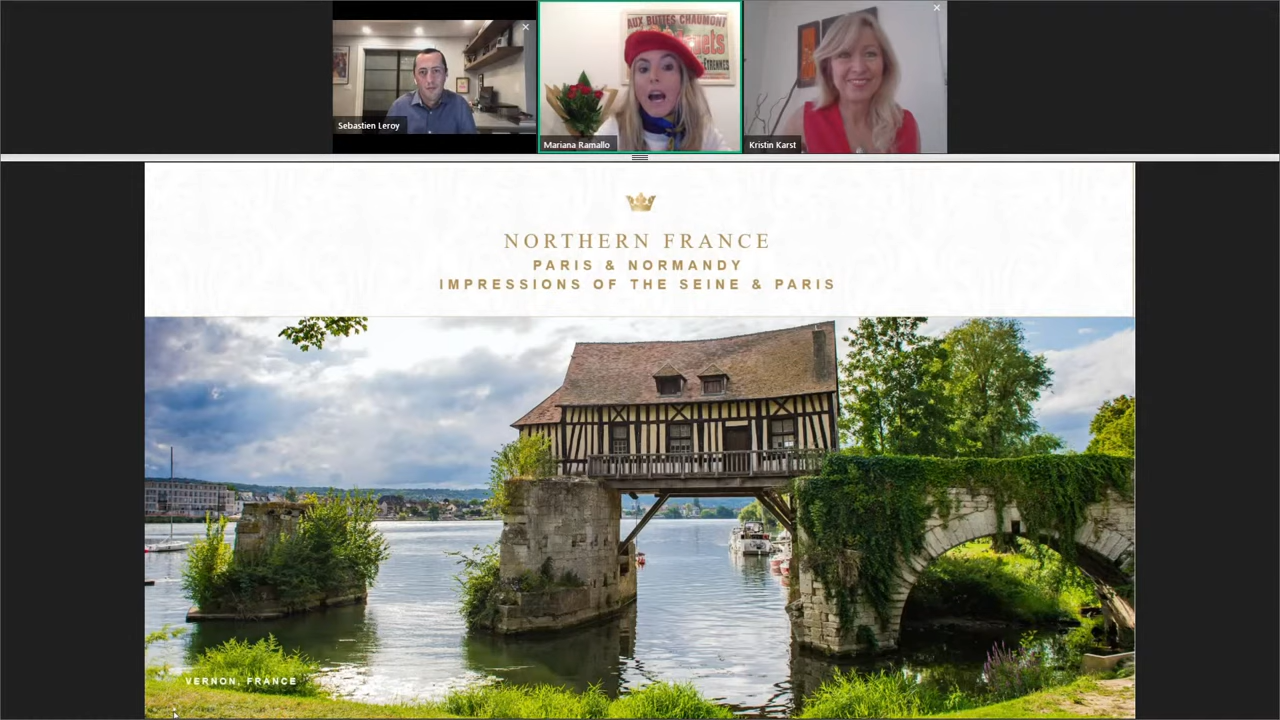 AUX BUTTES CHAUMONT
ETRENNES
Sebastien Leroy
Mariana Ramallo
Kristin Karst
NORTHERN FRANCE
PARIS & NORMANDY
IMPRESSIONS OF THE SEINE & PARIS
VERNON, FRANCE